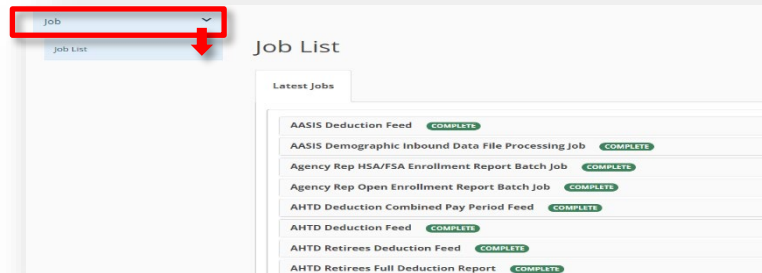 Job
Job List
Job List
Latest Jobs
AASIS Deduction Feed COMPLETE
AASIS Demographic Inbound Data File Processing Job COMPLETE
Agency Rep HSA/FSA Enrollment Report Batch Job COMPLETE
Agency Rep Open Enrollment Report Batch Job COMPLETE
AHTD Deduction Combined Pay Period Feed COMPLETE
AHTD Deduction Feed COMPLETE
AHTD Retirees Deduction Feed COMPLETE
AHTD Retirees Full Deduction Report COMPLETE